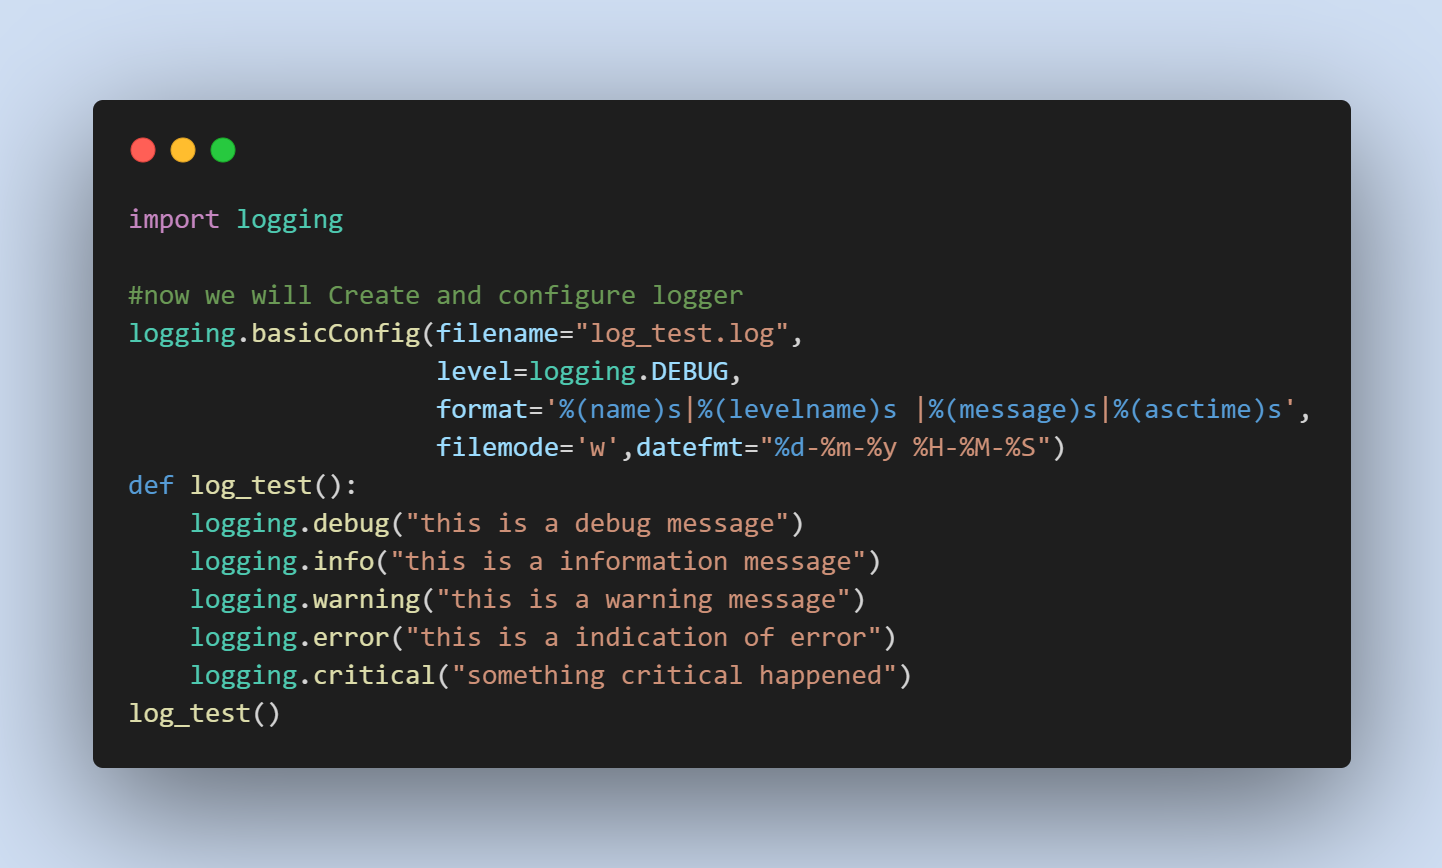 import logging

#now we will Create and configure logger
logging.basicConfig(filename="log_test.log",
                    level=logging.DEBUG,
                    format='%(name)s|%(levelname)s |%(message)s|%(asctime)s',
                    filemode='w',datefmt="%d-%m-%y %H-%M-%S")
def log_test():
    logging.debug("this is a debug message")
    logging.info("this is a information message")
    logging.warning("this is a warning message")
    logging.error("this is a indication of error")
    logging.critical("something critical happened")
log_test()